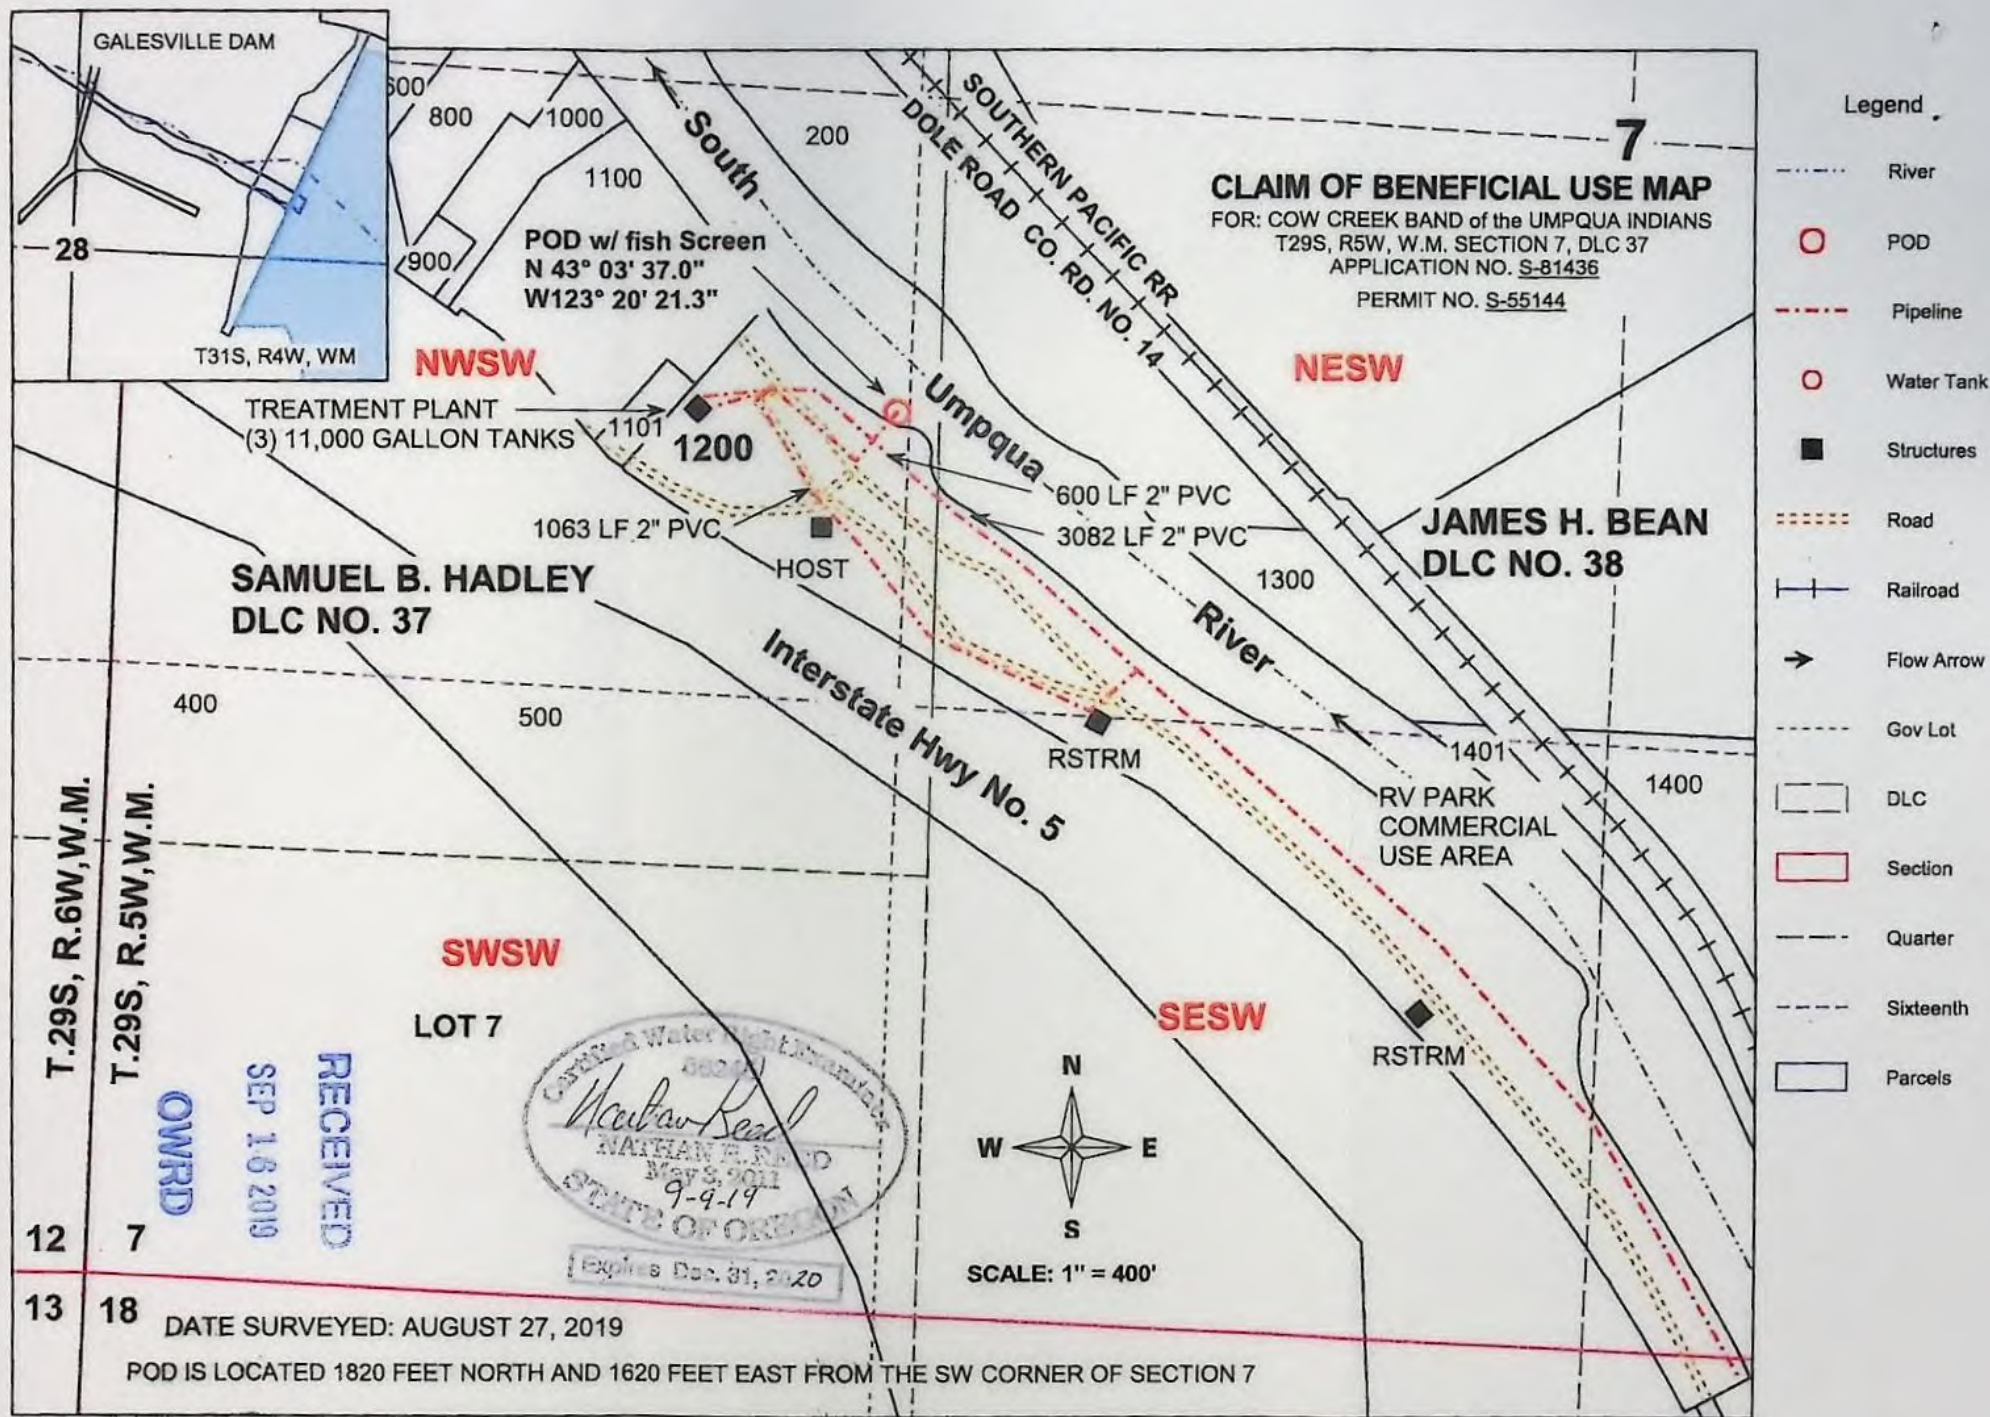 GALESVILLE DAM
28
T31S, R4W, WM
600
800
1000
1100
900
200
South
Umpqua
River
DOLE ROAD CO. RD. NO. 14
SOUTHERN PACIFIC RR
7
CLAIM OF BENEFICIAL USE MAP
FOR: COW CREEK BAND of the UMPQUA INDIANS
T29S, R5W, W.M. SECTION 7, DLC 37
APPLICATION NO. S-81436
PERMIT NO. S-55144
POD w/ fish Screen
N 43° 03' 37.0"
W123° 20' 21.3"
NWSW
NESW
TREATMENT PLANT
(3) 11,000 GALLON TANKS
1101
1200
600 LF 2" PVC
1063 LF 2" PVC
3082 LF 2" PVC
HOST
1300
JAMES H. BEAN
DLC NO. 38
SAMUEL B. HADLEY
DLC NO. 37
Interstate Hwy No. 5
400
500
RSTRM
1401
1400
RV PARK
COMMERCIAL
USE AREA
T.29S, R.6W,W.M.
T.29S, R.5W,W.M.
SWSW
LOT 7
SESW
RSTRM
OWRD
SEP 16 2019
RECEIVED
Certified Water Right Examiner
NATHAN R. REED
May 3, 2011
9-9-19
STATE OF OREGON
Expires Dec. 31, 2020
N
W
E
S
SCALE: 1" = 400'
12
7
13
18
DATE SURVEYED: AUGUST 27, 2019
POD IS LOCATED 1820 FEET NORTH AND 1620 FEET EAST FROM THE SW CORNER OF SECTION 7
Legend
River
POD
Pipeline
Water Tank
Structures
Road
Railroad
Flow Arrow
Gov Lot
DLC
Section
Quarter
Sixteenth
Parcels